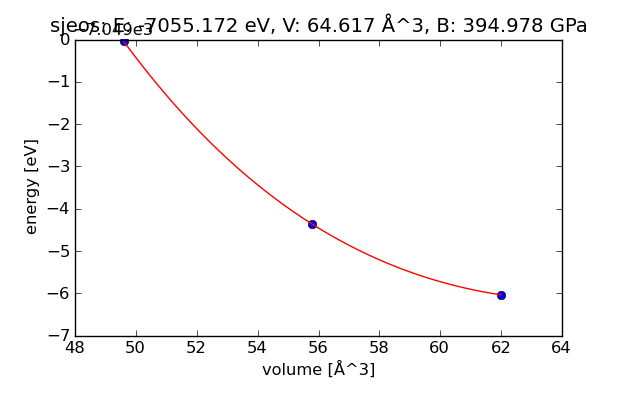 sjeos: E: -7055.172 eV, V: 64.617 Å^3, B: 394.978 GPa
−7.049e3
0
−1
−2
−3
−4
−5
−6
−7
energy [eV]
48 50 52 54 56 58 60 62 64
volume [Å^3]